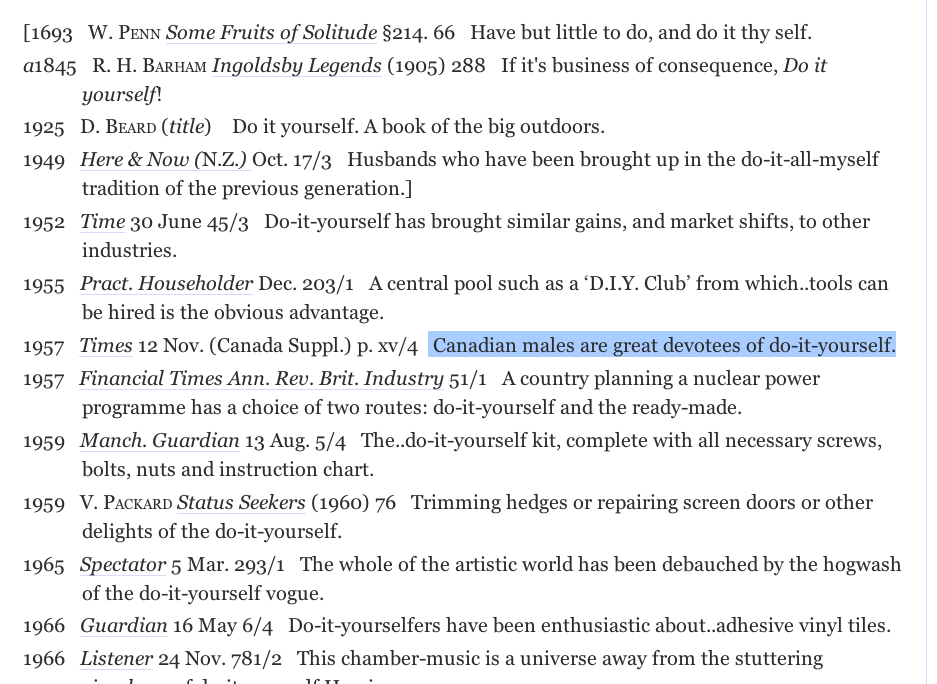 [1693 W. PENN Some Fruits of Solitude §214. 66 Have but little to do, and do it thy self.
a1845 R. H. BARHAM Ingoldsby Legends (1905) 288 If it's business of consequence, Do it
yourself!
1925 D. BEARD (title) Do it yourself. A book of the big outdoors.
1949 Here & Now (N.Z.) Oct. 17/3 Husbands who have been brought up in the do-it-all-myself
tradition of the previous generation.]
1952 Time 30 June 45/3 Do-it-yourself has brought similar gains, and market shifts, to other
industries.
1955 Pract. Householder Dec. 203/1 A central pool such as a ‘D.I.Y. Club’ from which..tools can
be hired is the obvious advantage.
1957 Times 12 Nov. (Canada Suppl.) p. xv/4 Canadian males are great devotees of do-it-yourself.
1957 Financial Times Ann. Rev. Brit. Industry 51/1 A country planning a nuclear power
programme has a choice of two routes: do-it-yourself and the ready-made.
1959 Manch. Guardian 13 Aug. 5/4 The..do-it-yourself kit, complete with all necessary screws,
bolts, nuts and instruction chart.
1959 V. PACKARD Status Seekers (1960) 76 Trimming hedges or repairing screen doors or other
delights of the do-it-yourself.
1965 Spectator 5 Mar. 293/1 The whole of the artistic world has been debauched by the hogwash
of the do-it-yourself vogue.
1966 Guardian 16 May 6/4 Do-it-yourselfers have been enthusiastic about..adhesive vinyl tiles.
1966 Listener 24 Nov. 781/2 This chamber-music is a universe away from the stuttering